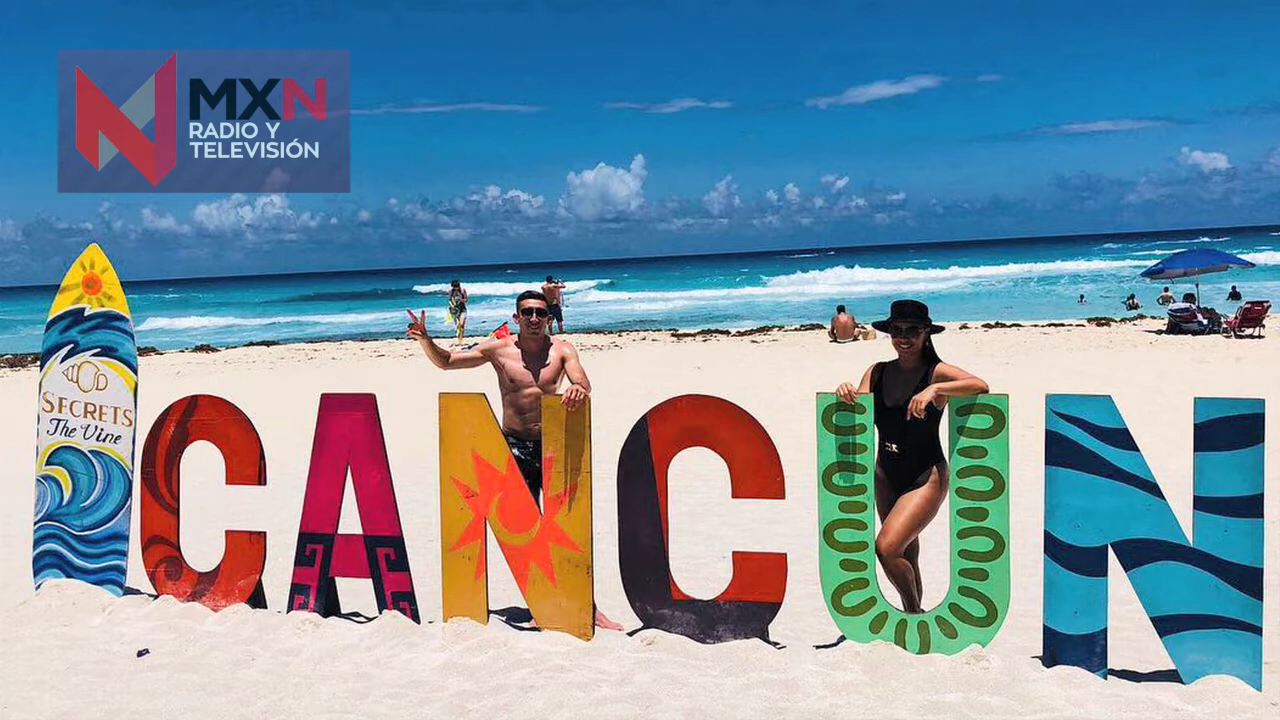 MXN
RADIO Y
TELEVISIÓN
SECRETS
The Vine
CANCUN